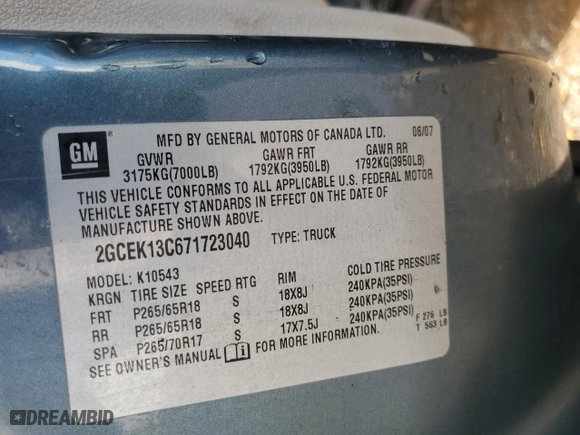 GM
MFD BY GENERAL MOTORS OF CANADA LTD. 06/07
GVWR GAWR FRT GAWR RR
3175KG(7000LB) 1792KG(3950LB) 1792KG(3950LB)
THIS VEHICLE CONFORMS TO ALL APPLICABLE U.S. FEDERAL MOTOR
VEHICLE SAFETY STANDARDS IN EFFECT ON THE DATE OF
MANUFACTURE SHOWN ABOVE.
2GCEK13C671723040 TYPE: TRUCK
MODEL: K10543
KRGN TIRE SIZE SPEED RTG RIM COLD TIRE PRESSURE
FRT P265/65R18 S 18X8J 240KPA(35PSI)
RR P265/65R18 S 18X8J 240KPA(35PSI)
SPA P265/70R17 S 17X7.5J 240KPA(35PSI)
F 276 LB
T 563 LB
SEE OWNER'S MANUAL i FOR MORE INFORMATION.
DREAMBID